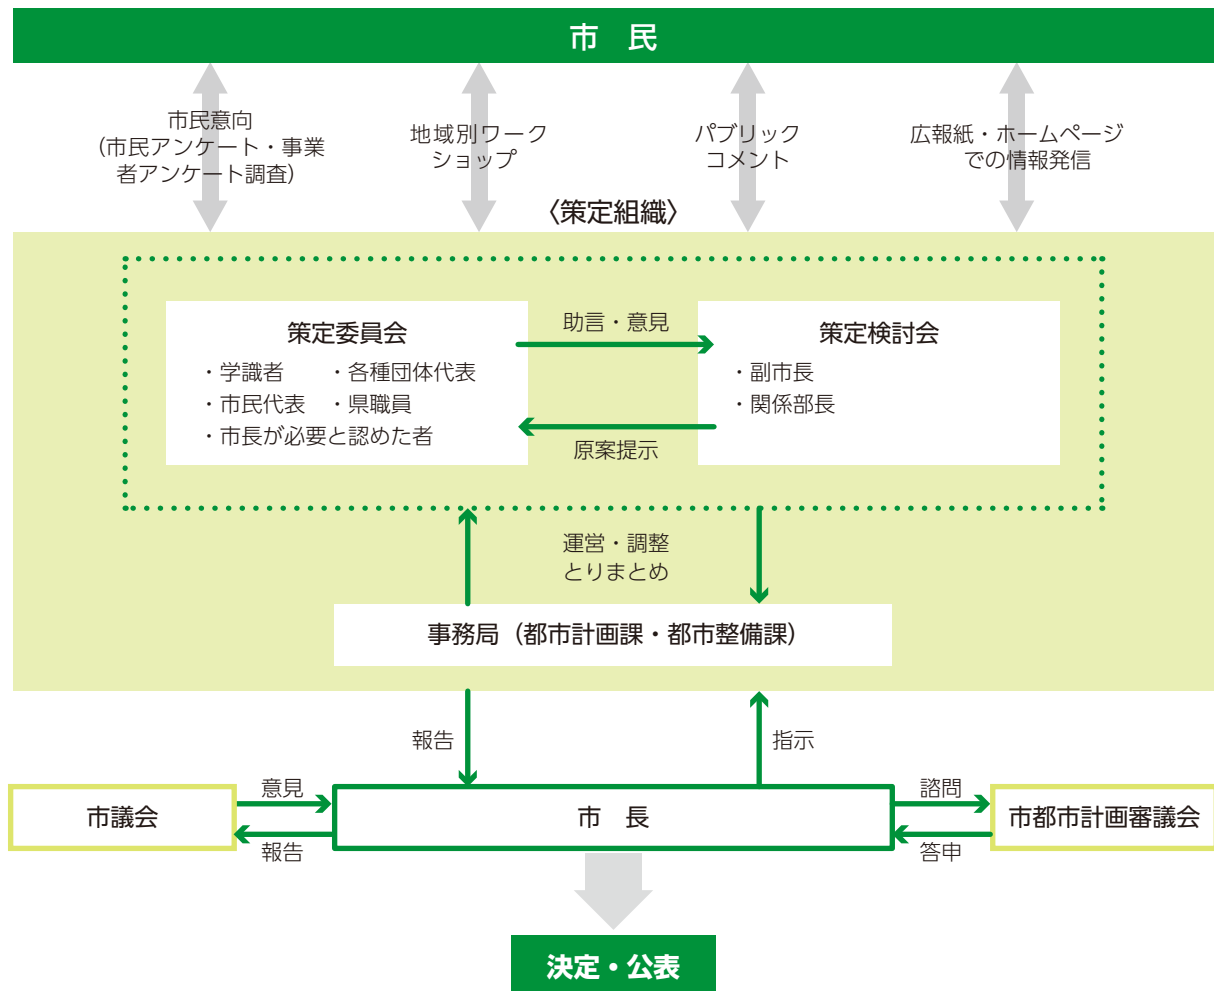 市　民
市民意向
（市民アンケート・事業
者アンケート調査）
地域別ワーク
ショップ
パブリック
コメント
広報紙・ホームページ
での情報発信
〈策定組織〉
策定委員会
・学識者　・各種団体代表
・市民代表　・県職員
・市長が必要と認めた者
助言・意見
原案提示
策定検討会
・副市長
・関係部長
運営・調整
とりまとめ
事務局（都市計画課・都市整備課）
報告
指示
市議会
意見
報告
市　長
諮問
答申
市都市計画審議会
決定・公表